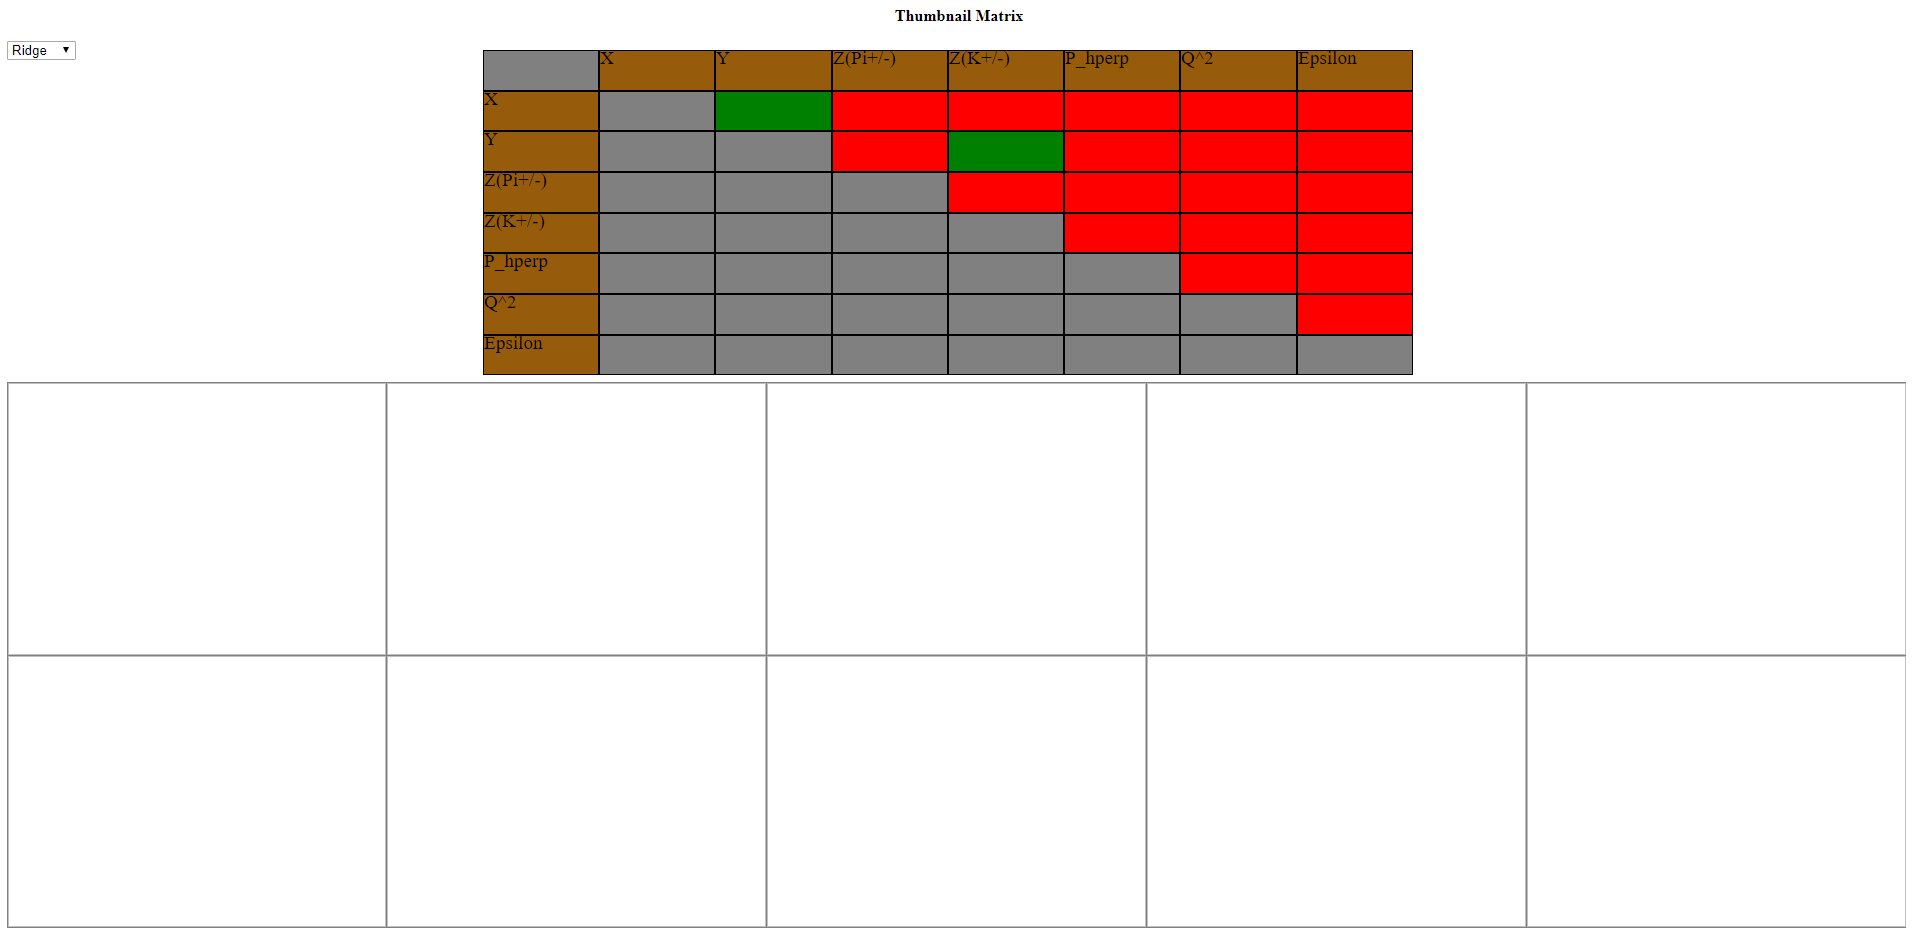 Thumbnail Matrix
Ridge
X Y Z(Pi+/-) Z(K+/-) P_hperp Q^2 Epsilon
X
Y
Z(Pi+/-)
Z(K+/-)
P_hperp
Q^2
Epsilon